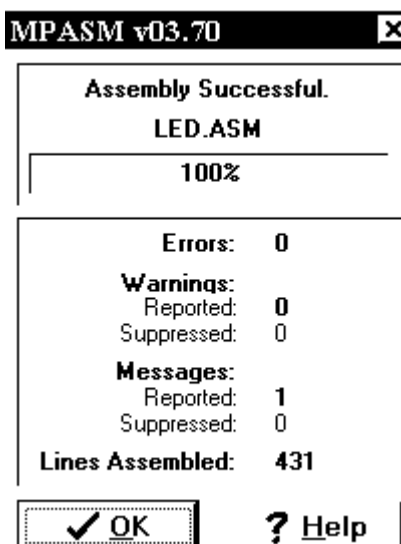 MPASM v03.70
Assembly Successful.
LED.ASM
100%
Errors: 0
Warnings:
Reported: 0
Suppressed: 0
Messages:
Reported: 1
Suppressed: 0
Lines Assembled: 431
OK
? Help